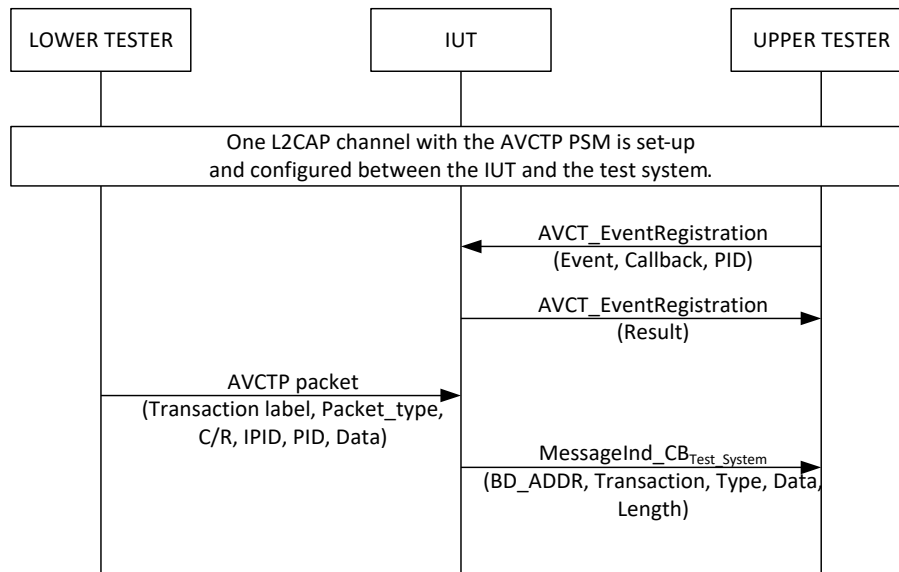 LOWER TESTER
IUT
UPPER TESTER
One L2CAP channel with the AVCTP PSM is set-up
and configured between the IUT and the test system.
AVCT_EventRegistration
(Event, Callback, PID)
AVCT_EventRegistration
(Result)
AVCTP packet
(Transaction label, Packet_type,
C/R, IPID, PID, Data)
MessageInd_CBTest_System
(BD_ADDR, Transaction, Type, Data,
Length)